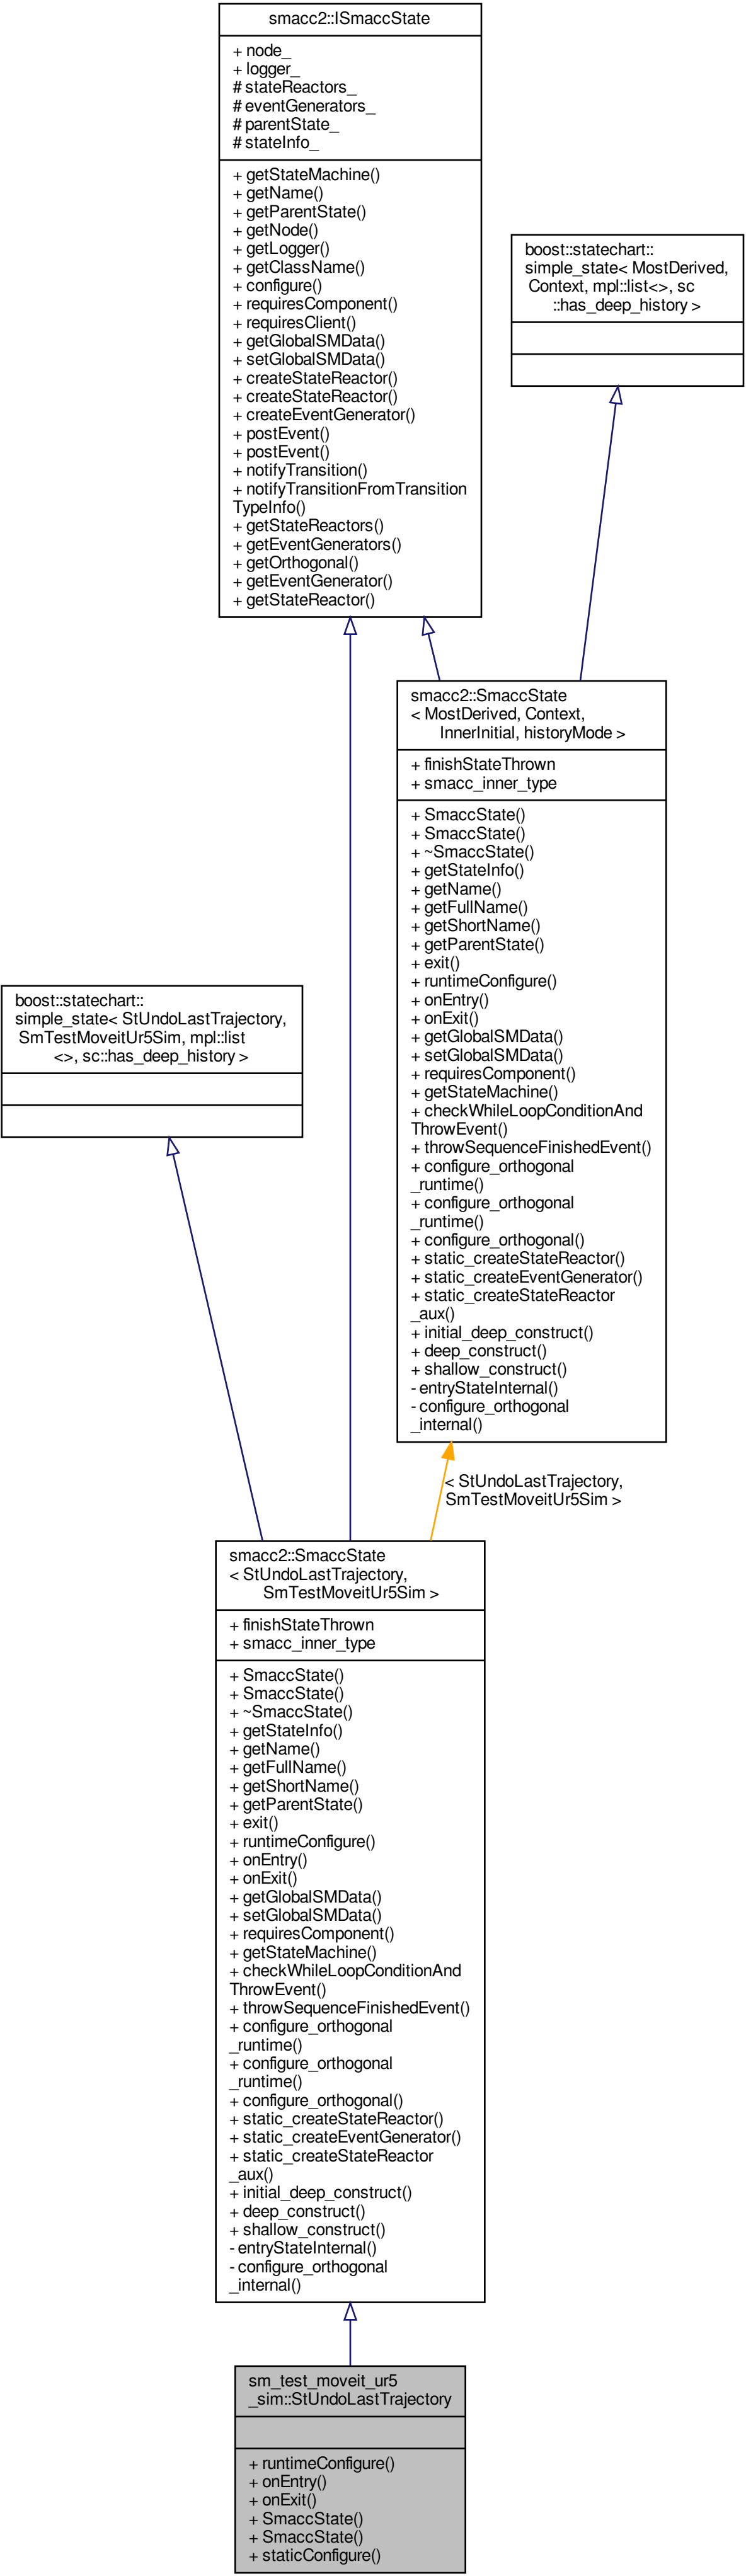 smacc2::ISmaccState
+ node_
+ logger_
# stateReactors_
# eventGenerators_
# parentState_
# stateInfo_
+ getStateMachine()
+ getName()
+ getParentState()
+ getNode()
+ getLogger()
+ getClassName()
+ configure()
+ requiresComponent()
+ requiresClient()
+ getGlobalSMData()
+ setGlobalSMData()
+ createStateReactor()
+ createStateReactor()
+ createEventGenerator()
+ postEvent()
+ postEvent()
+ notifyTransition()
+ notifyTransitionFromTransition
TypeInfo()
+ getStateReactors()
+ getEventGenerators()
+ getOrthogonal()
+ getEventGenerator()
+ getStateReactor()
boost::statechart::
simple_state< MostDerived,
Context, mpl::list<>, sc
::has_deep_history >
smacc2::SmaccState
< MostDerived, Context,
InnerInitial, historyMode >
+ finishStateThrown
+ smacc_inner_type
+ SmaccState()
+ SmaccState()
+ ~SmaccState()
+ getStateInfo()
+ getName()
+ getFullName()
+ getShortName()
+ getParentState()
+ exit()
+ runtimeConfigure()
+ onEntry()
+ onExit()
+ getGlobalSMData()
+ setGlobalSMData()
+ requiresComponent()
+ getStateMachine()
+ checkWhileLoopConditionAnd
ThrowEvent()
+ throwSequenceFinishedEvent()
+ configure_orthogonal
_runtime()
+ configure_orthogonal
_runtime()
+ configure_orthogonal()
+ static_createStateReactor()
+ static_createEventGenerator()
+ static_createStateReactor
_aux()
+ initial_deep_construct()
+ deep_construct()
+ shallow_construct()
- entryStateInternal()
- configure_orthogonal
_internal()
boost::statechart::
simple_state< StUndoLastTrajectory,
SmTestMoveitUr5Sim, mpl::list
<>, sc::has_deep_history >
< StUndoLastTrajectory,
SmTestMoveitUr5Sim >
smacc2::SmaccState
< StUndoLastTrajectory,
SmTestMoveitUr5Sim >
+ finishStateThrown
+ smacc_inner_type
+ SmaccState()
+ SmaccState()
+ ~SmaccState()
+ getStateInfo()
+ getName()
+ getFullName()
+ getShortName()
+ getParentState()
+ exit()
+ runtimeConfigure()
+ onEntry()
+ onExit()
+ getGlobalSMData()
+ setGlobalSMData()
+ requiresComponent()
+ getStateMachine()
+ checkWhileLoopConditionAnd
ThrowEvent()
+ throwSequenceFinishedEvent()
+ configure_orthogonal
_runtime()
+ configure_orthogonal
_runtime()
+ configure_orthogonal()
+ static_createStateReactor()
+ static_createEventGenerator()
+ static_createStateReactor
_aux()
+ initial_deep_construct()
+ deep_construct()
+ shallow_construct()
- entryStateInternal()
- configure_orthogonal
_internal()
sm_test_moveit_ur5
_sim::StUndoLastTrajectory
+ runtimeConfigure()
+ onEntry()
+ onExit()
+ SmaccState()
+ SmaccState()
+ staticConfigure()